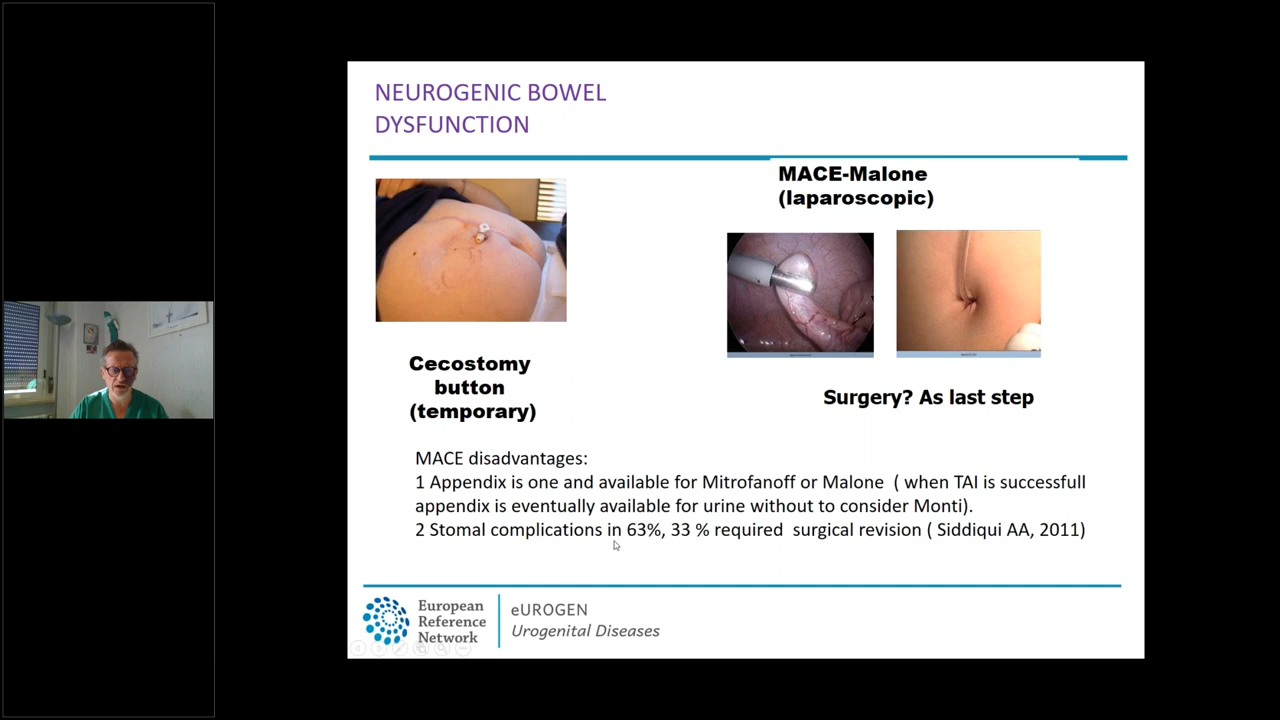 NEUROGENIC BOWEL
DYSFUNCTION
MACE-Malone
(laparoscopic)
Cecostomy
button
(temporary)
Surgery? As last step
MACE disadvantages:
1 Appendix is one and available for Mitrofanoff or Malone ( when TAI is successfull
appendix is eventually available for urine without to consider Monti).
2 Stomal complications in 63%, 33 % required surgical revision ( Siddiqui AA, 2011)
European
Reference
Network
eUROGEN
Urogenital Diseases